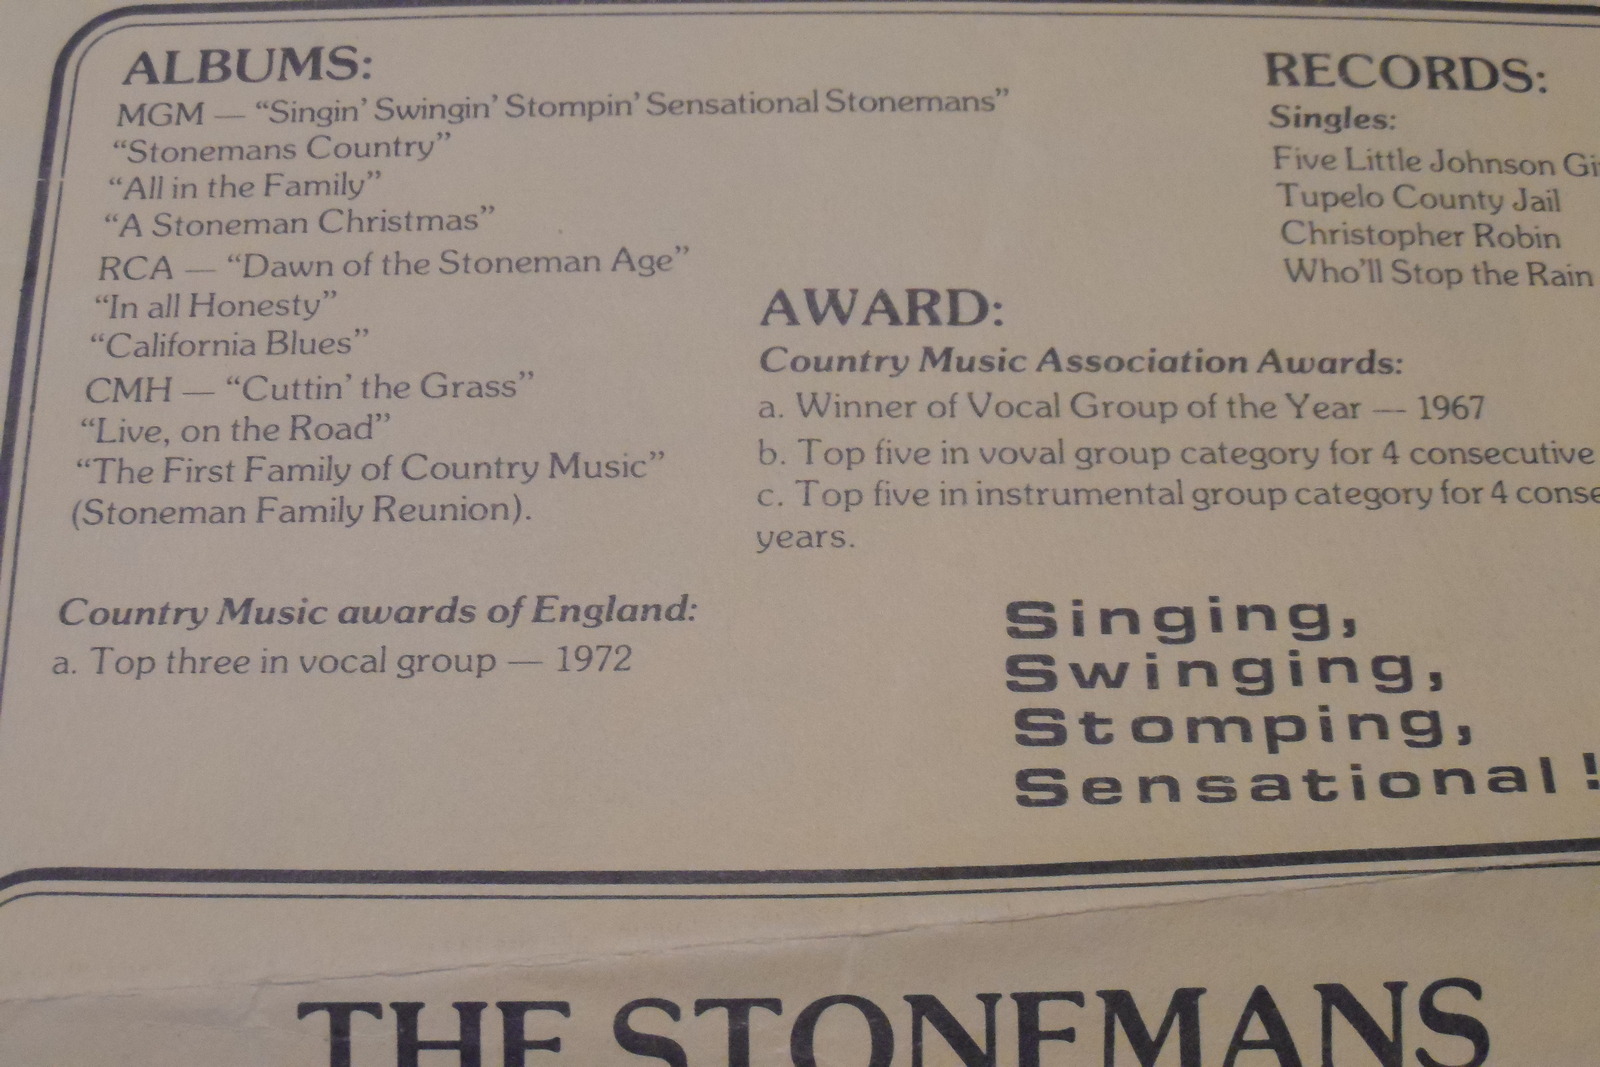 ALBUMS:
MGM — “Singin’ Swingin’ Stompin’ Sensational Stonemans”
“Stonemans Country”
“All in the Family”
“A Stoneman Christmas”
RCA — “Dawn of the Stoneman Age”
“In all Honesty”
“California Blues”
CMH — “Cuttin’ the Grass”
“Live, on the Road”
“The First Family of Country Music”
(Stoneman Family Reunion).
Country Music awards of England:
a. Top three in vocal group — 1972
RECORDS:
Singles:
Five Little Johnson
Tupelo County Jail
Christopher Robin
Who’ll Stop the Rain
AWARD:
Country Music Association Awards:
a. Winner of Vocal Group of the Year — 1967
b. Top five in voval group category for 4 consecutive
c. Top five in instrumental group category for 4
years.
Singing,
Swinging,
Stomping,
Sensational!
THE STONEMANS